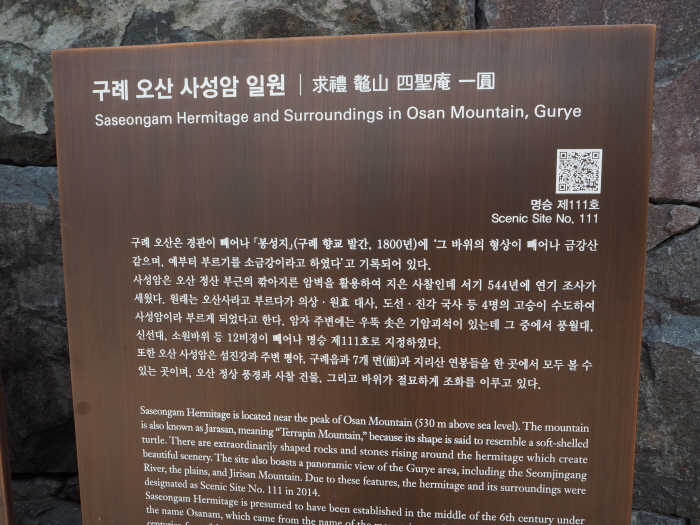 구례 오산 사성암 일원 | 求禮 鼇山 四聖庵 一圓
Saseongam Hermitage and Surroundings in Osan Mountain, Gurye
명승 제111호
Scenic Site No. 111
구례 오산은 경관이 빼어나 「봉성지」(구례 향교 발간, 1800년)에 '그 바위의 형상이 빼어나 금강산
같으며, 예부터 부르기를 소금강이라고 하였다'고 기록되어 있다.
사성암은 오산 정상 부근의 깎아지른 암벽을 활용하여 지은 사찰인데 서기 544년에 연기 조사가
세웠다. 원래는 오산사라고 부르다가 의상·원효 대사, 도선·진각 국사 등 4명의 고승이 수도하여
사성암이라 부르게 되었다고 한다. 암자 주변에는 우뚝 솟은 기암괴석이 있는데 그 중에서 풍월대,
신선대, 소원바위 등 12비경이 빼어나 명승 제111호로 지정하였다.
또한 오산 사성암은 섬진강과 주변 평야, 구례읍과 7개 면(面)과 지리산 연봉들을 한 곳에서 모두 볼 수
있는 곳이며, 오산 정상 풍경과 사찰 건물, 그리고 바위가 절묘하게 조화를 이루고 있다.
Saseongam Hermitage is located near the peak of Osan Mountain (530 m above sea level). The mountain
is also known as Jarasan, meaning "Terrapin Mountain," because its shape is said to resemble a soft-shelled
turtle. There are extraordinarily shaped rocks and stones rising around the hermitage which create
beautiful scenery. The site also boasts a panoramic view of the Gurye area, including the Seomjingang
River, the plains, and Jirisan Mountain. Due to these features, the hermitage and its surroundings were
designated as Scenic Site No. 111 in 2014.
Saseongam Hermitage is presumed to have been established in the middle of the 6th century under
the name Osanam, which came from the name of the